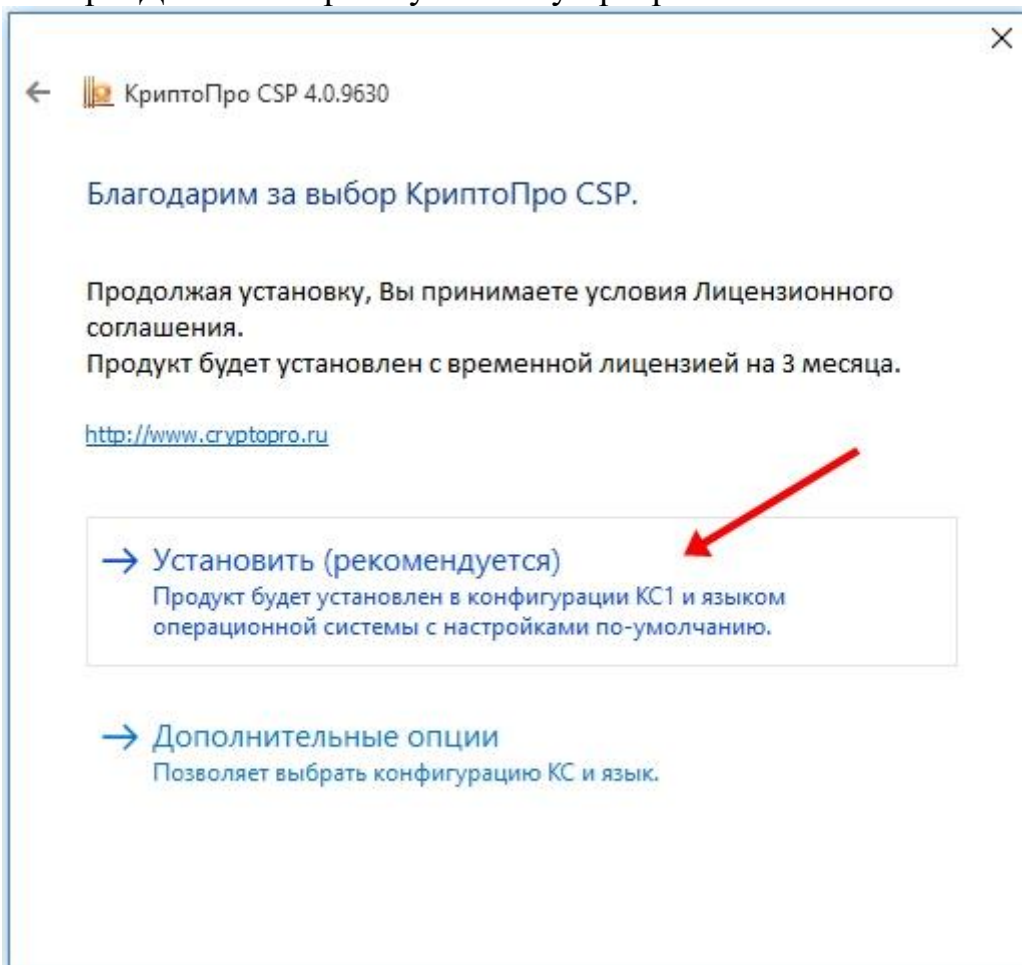 КриптоПро CSP 4.0.9630
Благодарим за выбор КриптоПро CSP.
Продолжая установку, Вы принимаете условия Лицензионного
соглашения.
Продукт будет установлен с временной лицензией на 3 месяца.
http://www.cryptopro.ru
Установить (рекомендуется)
Продукт будет установлен в конфигурации КС1 и языком
операционной системы с настройками по-умолчанию.
Дополнительные опции
Позволяет выбрать конфигурацию КС и язык.